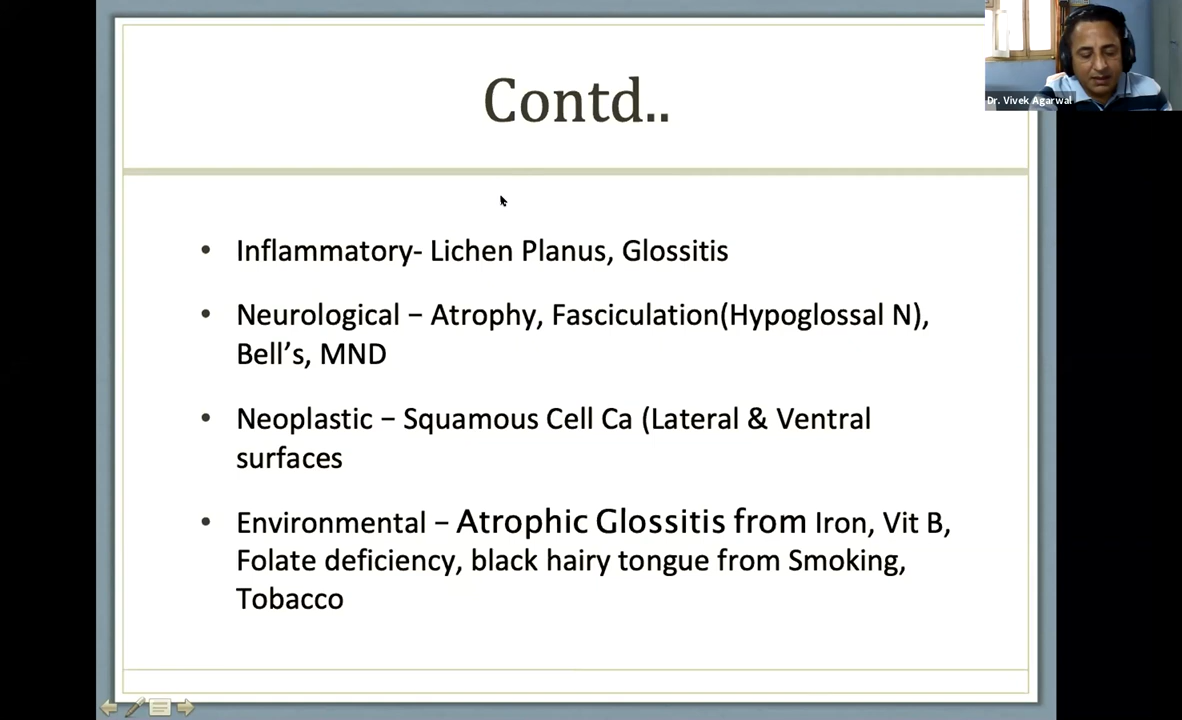 Contd..
Dr. Vivek Agarwal
• Inflammatory- Lichen Planus, Glossitis
• Neurological – Atrophy, Fasciculation(Hypoglossal N),
Bell’s, MND
• Neoplastic – Squamous Cell Ca (Lateral & Ventral
surfaces
• Environmental – Atrophic Glossitis from Iron, Vit B,
Folate deficiency, black hairy tongue from Smoking,
Tobacco